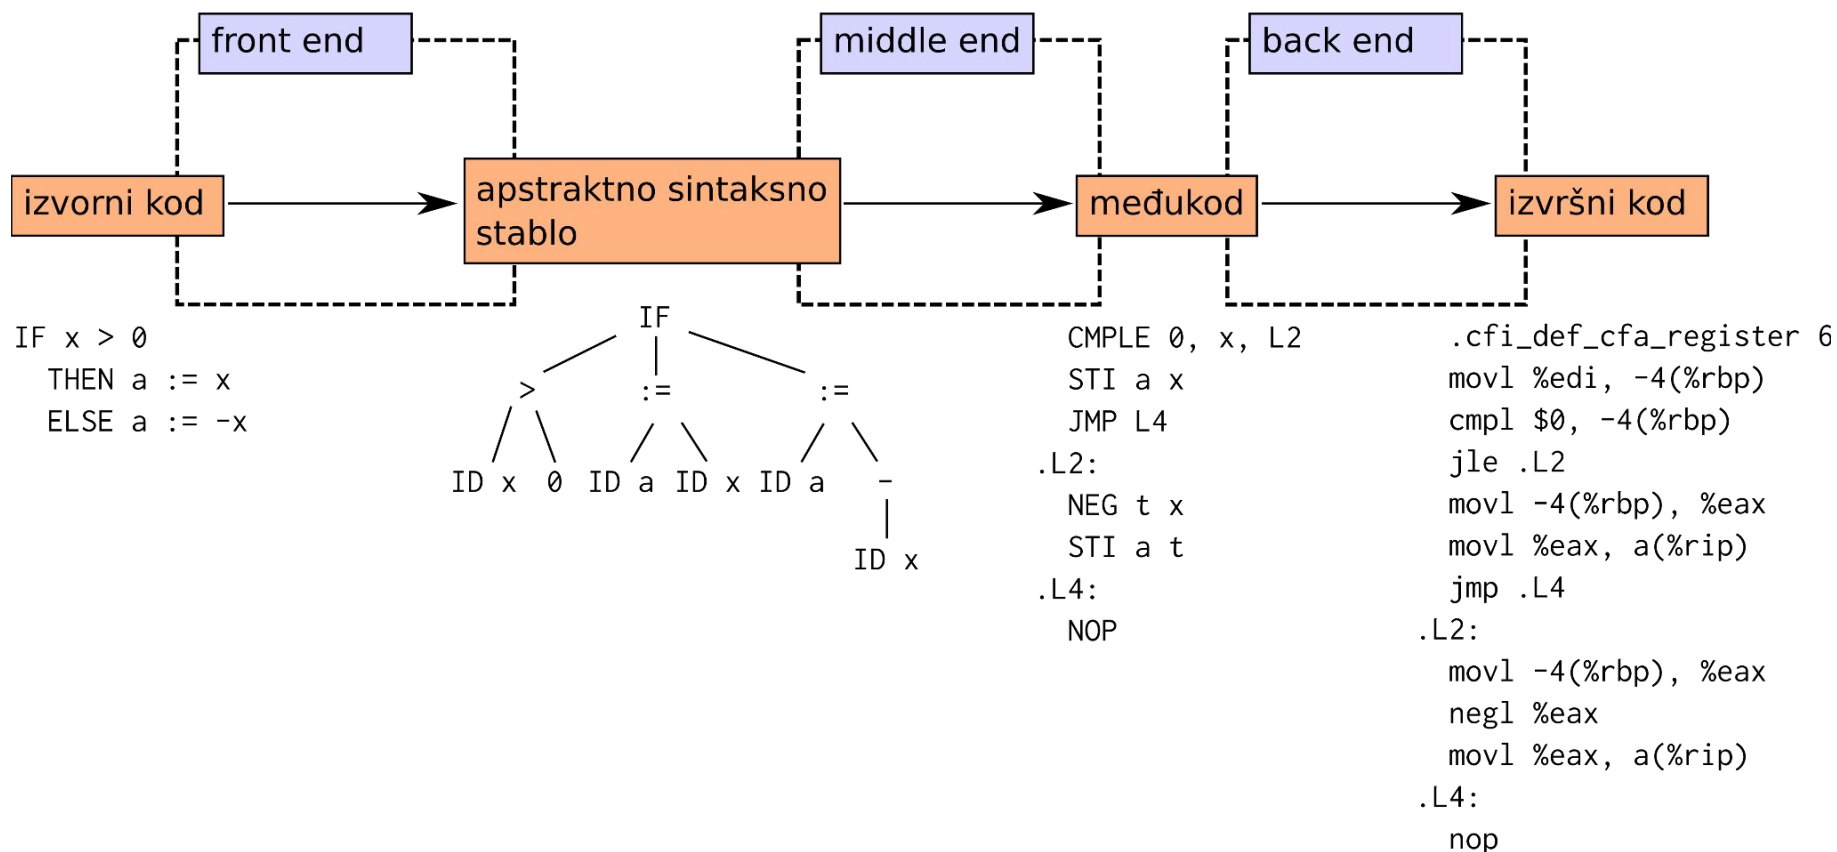 front end
middle end
back end
izvorni kod
apstraktno sintaksno
stablo
međukod
izvršni kod
IF x > 0
THEN a := x
ELSE a := -x
IF
> := :=
ID x 0 ID a ID x ID a -
ID x
CMPLE 0, x, L2
STI a x
JMP L4
.L2:
NEG t x
STI a t
.L4:
NOP
.cfi_def_cfa_register 6
movl %edi, -4(%rbp)
cmpl $0, -4(%rbp)
jle .L2
movl -4(%rbp), %eax
movl %eax, a(%rip)
jmp .L4
.L2:
movl -4(%rbp), %eax
negl %eax
movl %eax, a(%rip)
.L4:
nop